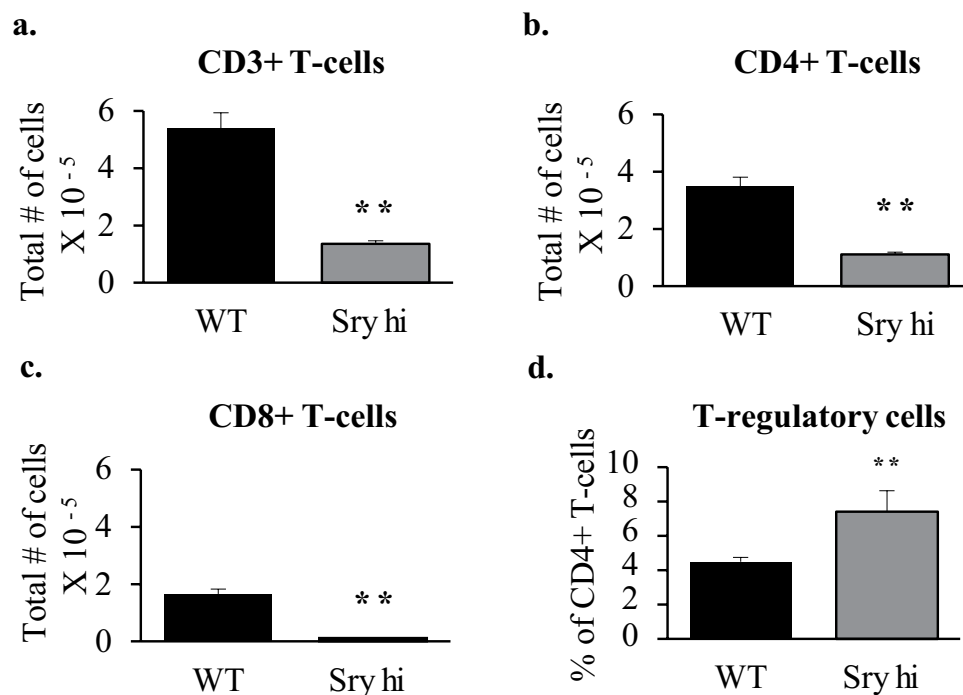 a.
CD3+ T-cells
Total # of cells
X 10 - 5
6
4
2
0
* *
WT Sry hi
b.
CD4+ T-cells
Total # of cells
X 10 - 5
6
4
2
0
* *
WT Sry hi
c.
CD8+ T-cells
Total # of cells
X 10 - 5
6
4
2
0
* *
WT Sry hi
d.
T-regulatory cells
% of CD4+ T-cells
10
8
6
4
2
0
**
WT Sry hi